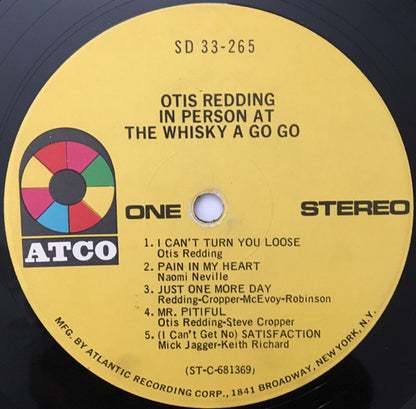 SD 33-265
OTIS REDDING
IN PERSON AT
THE WHISKY A GO GO
ATCO
ONE
STEREO
1. I CAN'T TURN YOU LOOSE
Otis Redding
2. PAIN IN MY HEART
Naomi Neville
3. JUST ONE MORE DAY
Redding-Cropper-McEvoy-Robinson
4. MR. PITIFUL
Otis Redding-Steve Cropper
5. (I Can't Get No) SATISFACTION
Mick Jagger-Keith Richard
(ST-C-681369)
MFG. BY ATLANTIC RECORDING CORP., 1841 BROADWAY, NEW YORK, N.Y.